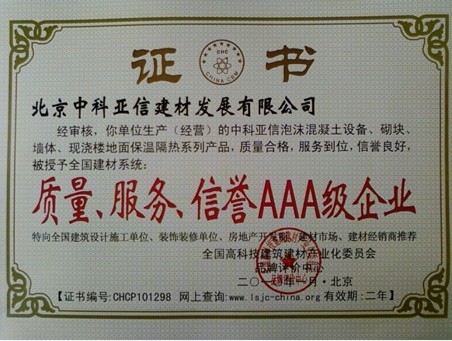 证 书
CHC
CHINA CBM
北京中科亚信建材发展有限公司
经审核，你单位生产（经营）的中科亚信泡沫混凝土设备、砌块、
墙体、现浇楼地面保温隔热系列产品，质量合格，服务到位，信誉良好，
被授予全国建材系统：
质量、服务、信誉AAA级企业
特向全国建筑设计施工单位、装饰装修单位、房地产开发商、建材市场、建材经销商推荐
全国高科技建筑建材产业化委员会
品牌评价中心
二〇一 年 月·北京
【证书编号:CHCP101298 网上查询:www.lsjc-china.org 有效期:二年】